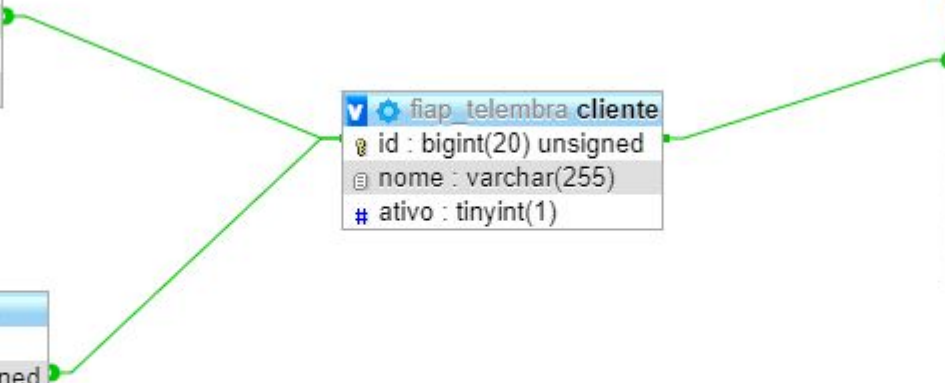 v fiap_telembra cliente
id : bigint(20) unsigned
nome : varchar(255)
# ativo : tinyint(1)
ned